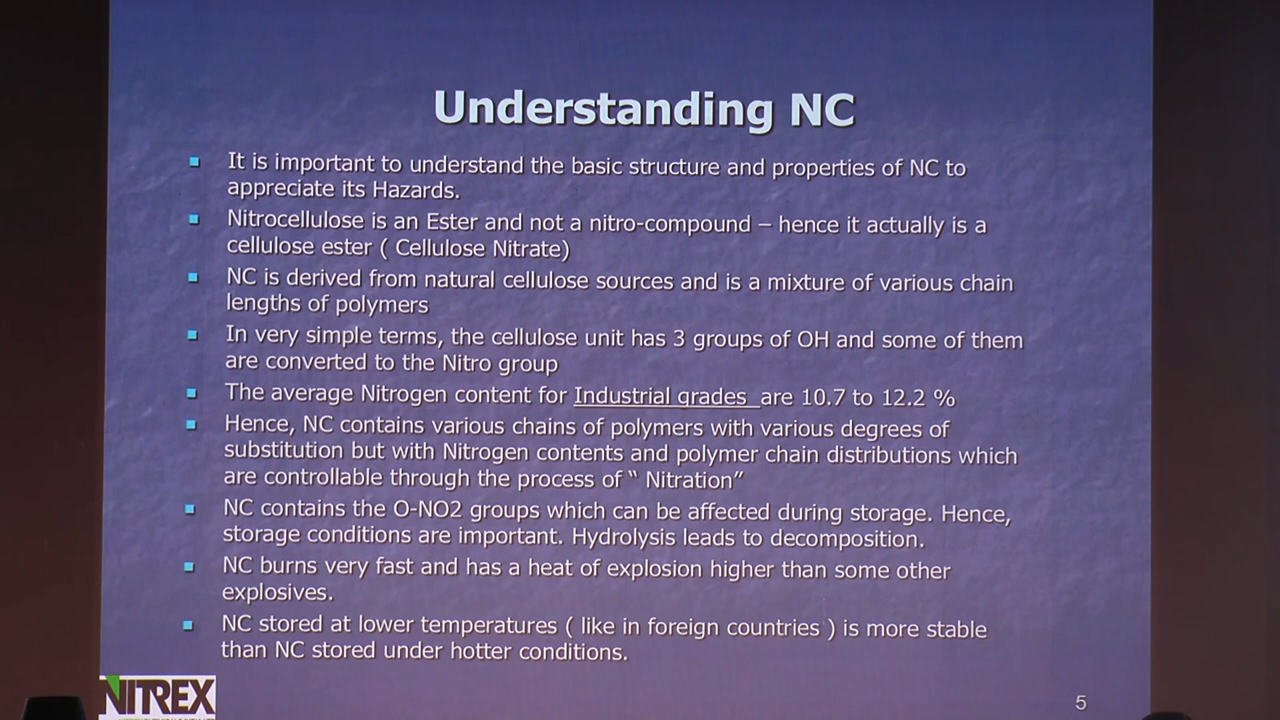 Understanding NC
It is important to understand the basic structure and properties of NC to
appreciate its Hazards.
Nitrocellulose is an Ester and not a nitro-compound – hence it actually is a
cellulose ester ( Cellulose Nitrate)
NC is derived from natural cellulose sources and is a mixture of various chain
lengths of polymers
In very simple terms, the cellulose unit has 3 groups of OH and some of them
are converted to the Nitro group
The average Nitrogen content for Industrial grades are 10.7 to 12.2 %
Hence, NC contains various chains of polymers with various degrees of
substitution but with Nitrogen contents and polymer chain distributions which
are controllable through the process of “ Nitration”
NC contains the O-NO2 groups which can be affected during storage. Hence,
storage conditions are important. Hydrolysis leads to decomposition.
NC burns very fast and has a heat of explosion higher than some other
explosives.
NC stored at lower temperatures ( like in foreign countries ) is more stable
than NC stored under hotter conditions.
NITREX
5